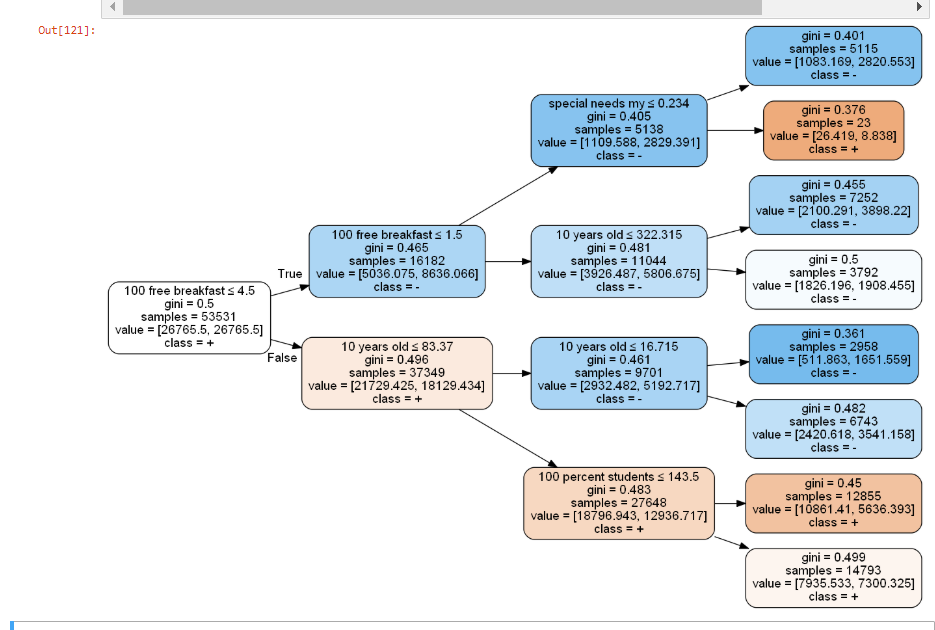 Out[121]:
gini = 0.401
samples = 5115
value = [1083.169, 2820.553]
class = -
special needs my ≤ 0.234
gini = 0.405
samples = 5138
value = [1109.588, 2829.391]
class = -
gini = 0.376
samples = 23
value = [26.419, 8.838]
class = +
100 free breakfast ≤ 1.5
gini = 0.465
samples = 16182
value = [5036.075, 8636.066]
class = -
gini = 0.455
samples = 7252
value = [2100.291, 3898.22]
class = -
10 years old ≤ 322.315
gini = 0.481
samples = 11044
value = [3926.487, 5806.675]
class = -
gini = 0.5
samples = 3792
value = [1826.196, 1908.455]
class = -
True
100 free breakfast ≤ 4.5
gini = 0.5
samples = 53531
value = [26765.5, 26765.5]
class = +
False
10 years old ≤ 83.37
gini = 0.496
samples = 37349
value = [21729.425, 18129.434]
class = +
10 years old ≤ 16.715
gini = 0.461
samples = 9701
value = [2932.482, 5192.717]
class = -
gini = 0.361
samples = 2958
value = [511.863, 1651.559]
class = -
gini = 0.482
samples = 6743
value = [2420.618, 3541.158]
class = -
100 percent students ≤ 143.5
gini = 0.483
samples = 27648
value = [18796.943, 12936.717]
class = +
gini = 0.45
samples = 12855
value = [10861.41, 5636.393]
class = +
gini = 0.499
samples = 14793
value = [7935.533, 7300.325]
class = +